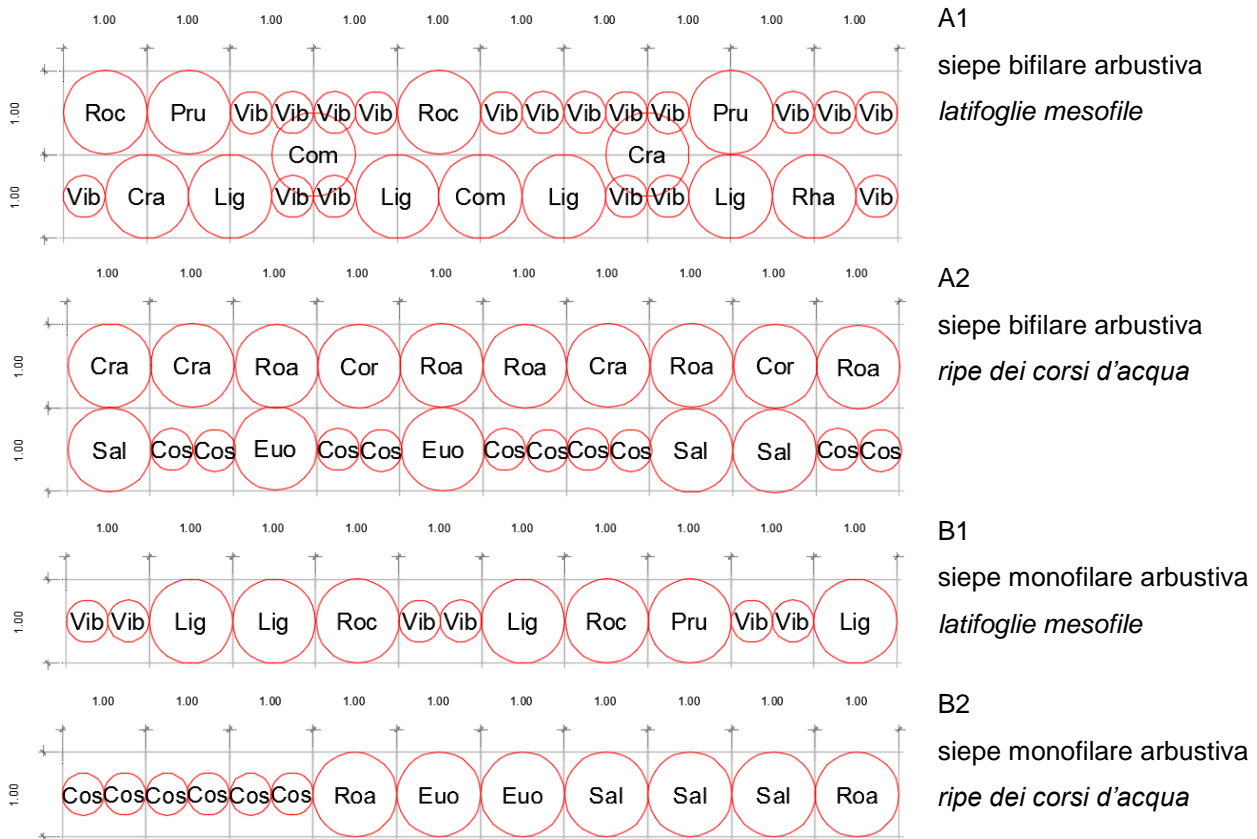 1.00 1.00 1.00 1.00 1.00 1.00 1.00 1.00 1.00 1.00
A1
siepe bifilare arbustiva
latifoglie mesofile
1.00
Roc Pru Vib Vib Vib Vib Roc Vib Vib Vib Vib Vib Pru Vib Vib Vib
Com Cra
1.00
Vib Cra Lig Vib Vib Lig Com Lig Vib Vib Lig Rha Vib
1.00 1.00 1.00 1.00 1.00 1.00 1.00 1.00 1.00 1.00
A2
siepe bifilare arbustiva
ripe dei corsi d'acqua
1.00
Cra Cra Roa Cor Roa Roa Cra Roa Cor Roa
1.00
Sal Cos Cos Euo Cos Cos Euo Cos Cos Cos Cos Sal Sal Cos Cos
1.00 1.00 1.00 1.00 1.00 1.00 1.00 1.00 1.00 1.00
B1
siepe monofilare arbustiva
latifoglie mesofile
1.00
Vib Vib Lig Lig Roc Vib Vib Lig Roc Pru Vib Vib Lig
1.00 1.00 1.00 1.00 1.00 1.00 1.00 1.00 1.00 1.00
B2
siepe monofilare arbustiva
ripe dei corsi d'acqua
1.00
Cos Cos Cos Cos Cos Cos Roa Euo Euo Sal Sal Sal Roa